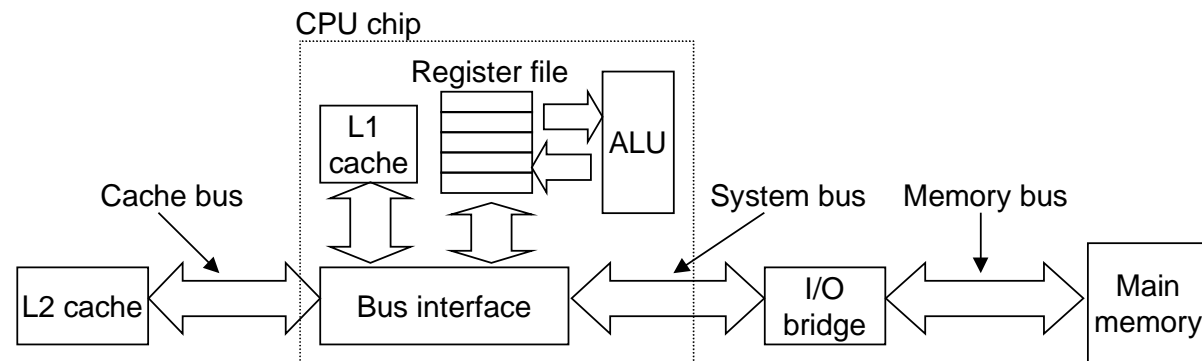 CPU chip
Register file
L1
cache
ALU
Cache bus
System bus
Memory bus
L2 cache
Bus interface
I/O
bridge
Main
memory